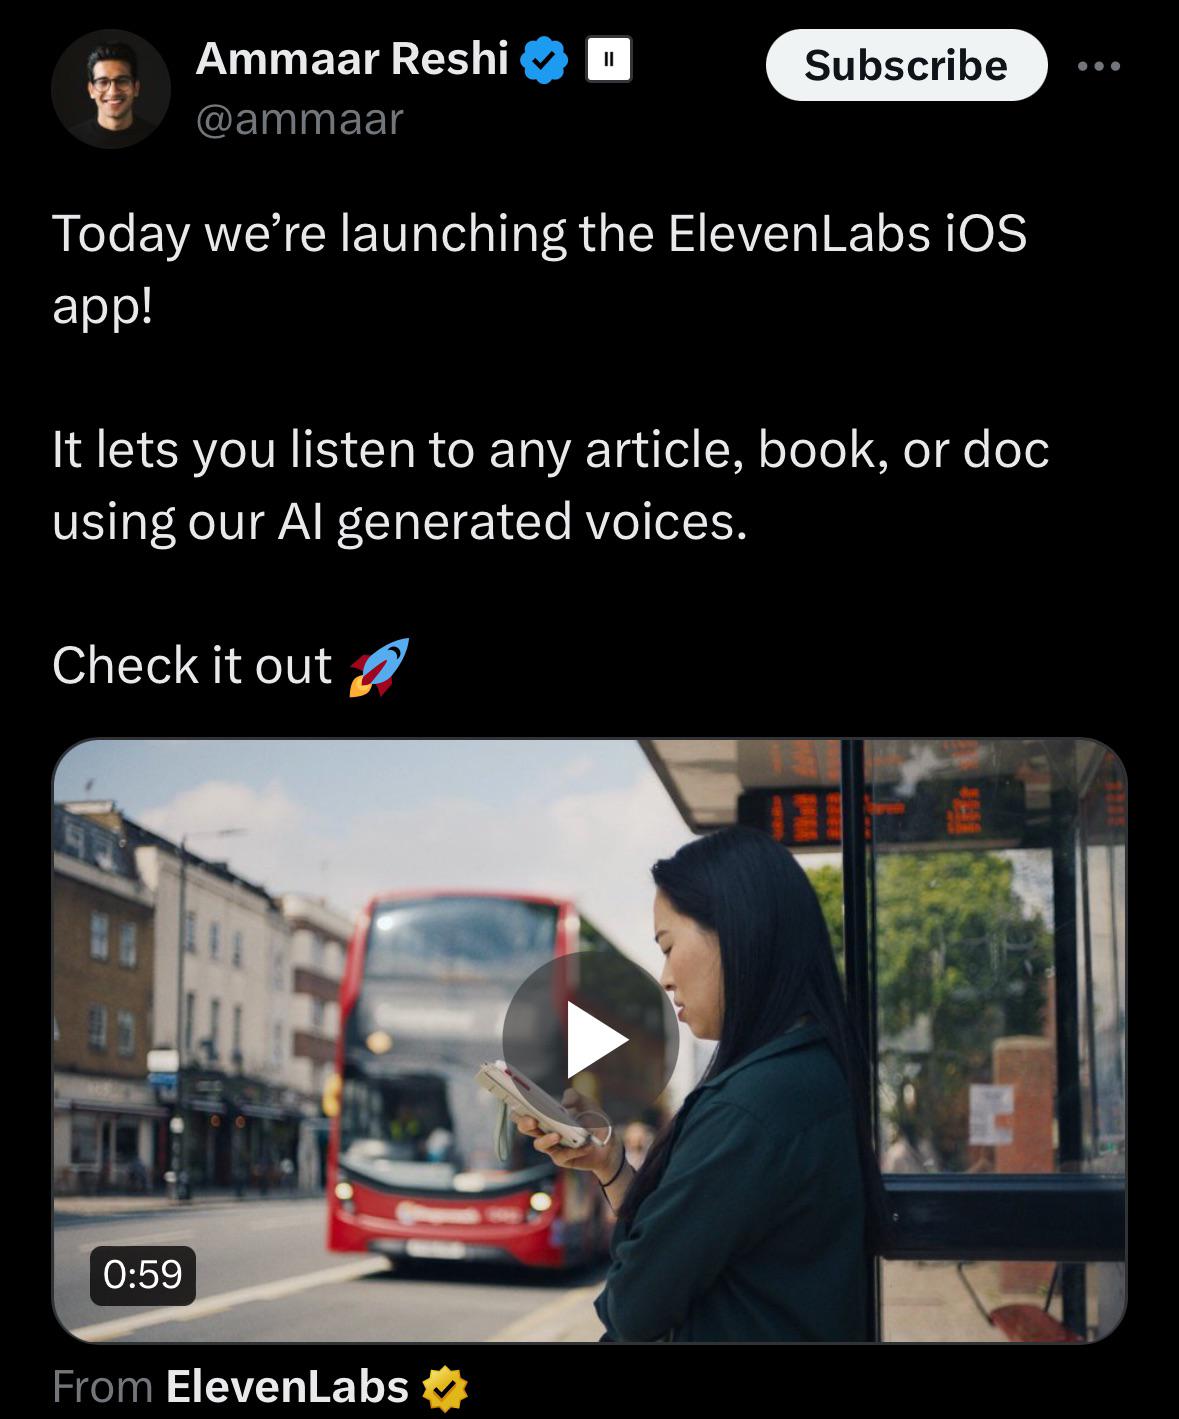 Ammaar Reshi
Subscribe
@ammaar
Today we’re launching the ElevenLabs iOS
app!
It lets you listen to any article, book, or doc
using our AI generated voices.
Check it out 🚀
0:59
From ElevenLabs